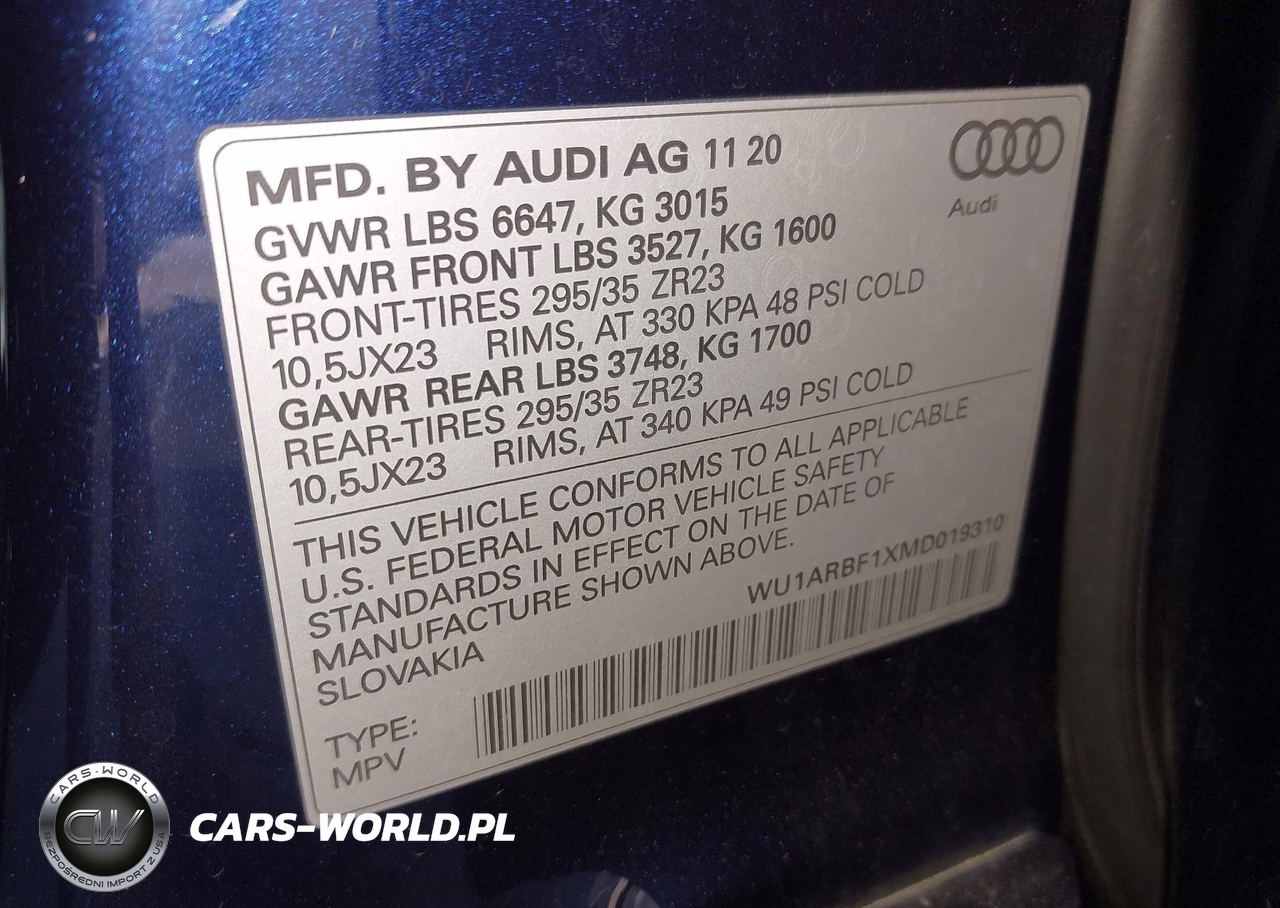 MFD. BY AUDI AG 11 20
Audi
GVWR LBS 6647, KG 3015
GAWR FRONT LBS 3527, KG 1600
FRONT-TIRES 295/35 ZR23
10,5JX23 RIMS, AT 330 KPA 48 PSI COLD
GAWR REAR LBS 3748, KG 1700
REAR-TIRES 295/35 ZR23
10,5JX23 RIMS, AT 340 KPA 49 PSI COLD
THIS VEHICLE CONFORMS TO ALL APPLICABLE
U.S. FEDERAL MOTOR VEHICLE SAFETY
STANDARDS IN EFFECT ON THE DATE OF
MANUFACTURE SHOWN ABOVE.
SLOVAKIA
WU1ARBF1XMD019310
TYPE:
MPV
CARS-WORLD
CW
BEZPOŚREDNI IMPORT Z USA
CARS-WORLD.PL